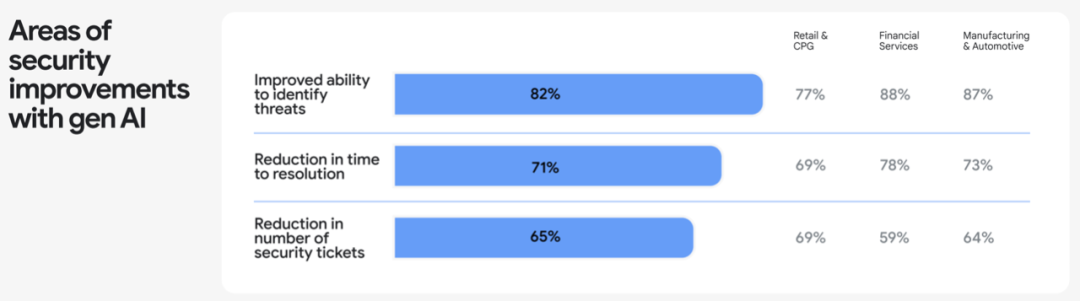 Areas of
security
improvements
with gen AI
Retail &
CPG
Financial
Services
Manufacturing
& Automotive
Improved ability
to identify
threats
82%
77%
88%
87%
Reduction in time
to resolution
71%
69%
78%
73%
Reduction in
number of
security tickets
65%
69%
59%
64%